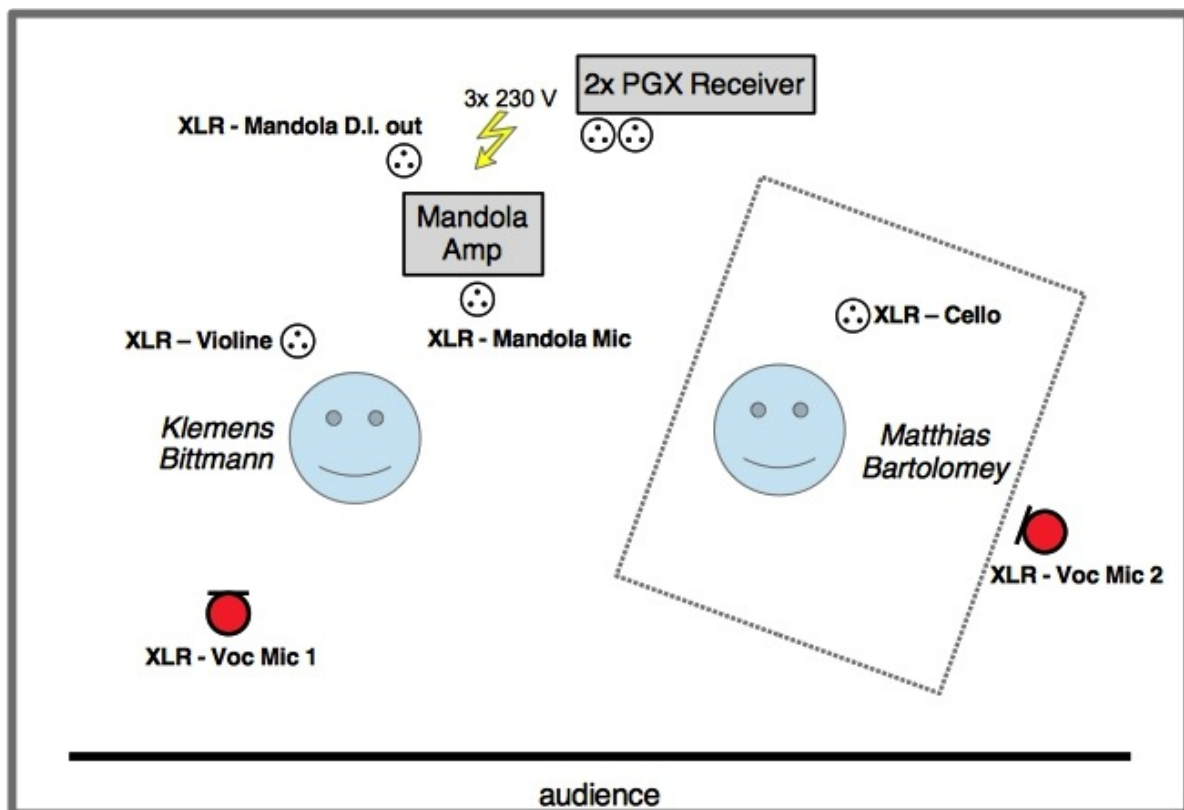 2x PGX Receiver
3x 230 V
XLR - Mandola D.I. out
Mandola
Amp
XLR – Cello
XLR – Violine
XLR - Mandola Mic
Klemens
Bittmann
Matthias
Bartolomey
XLR - Voc Mic 2
XLR - Voc Mic 1
audience